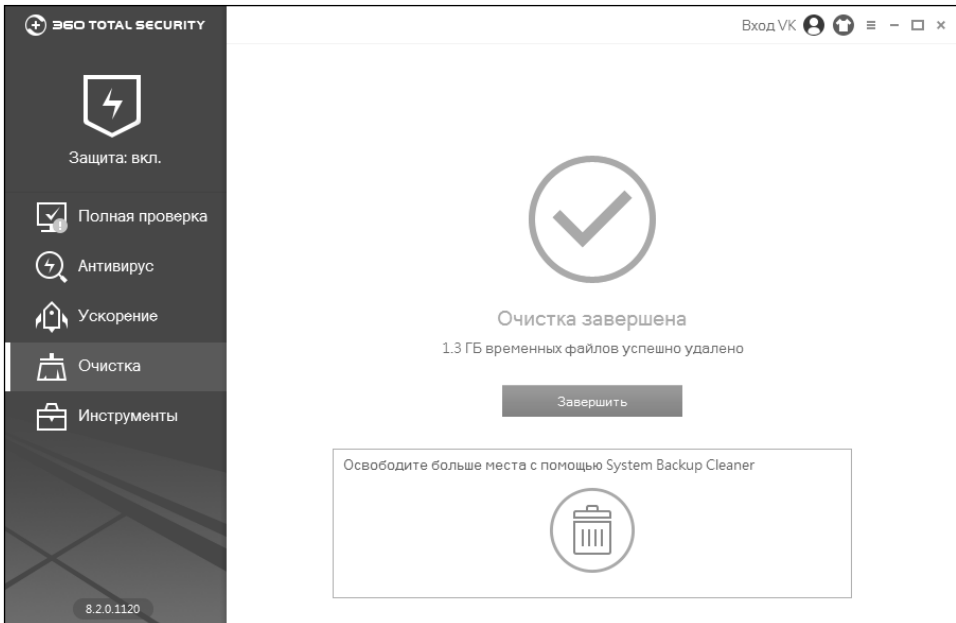 360 TOTAL SECURITY
Вход VK
Защита: вкл.
Полная проверка
Антивирус
Ускорение
Очистка
Инструменты
8.2.0.1120
Очистка завершена
1.3 ГБ временных файлов успешно удалено
Завершить
Освободите больше места с помощью System Backup Cleaner